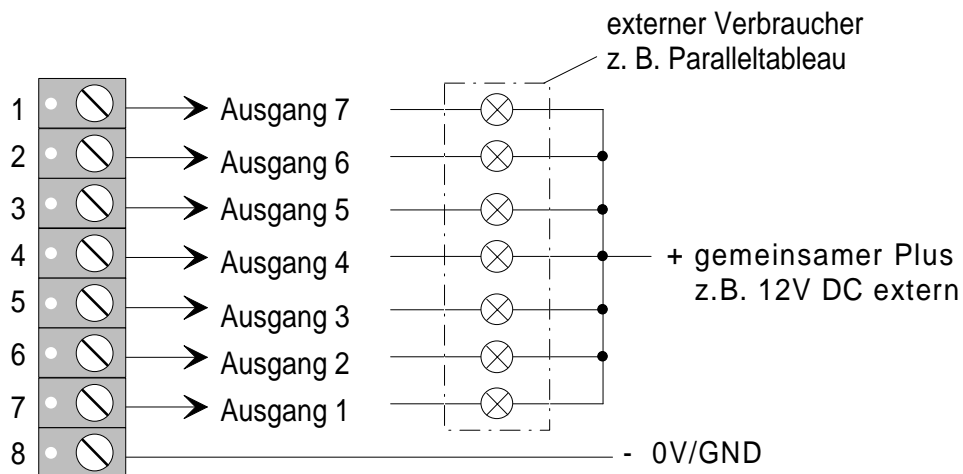 externer Verbraucher
z. B. Paralleltableau
1 Ausgang 7
2 Ausgang 6
3 Ausgang 5
4 Ausgang 4
+ gemeinsamer Plus
z.B. 12V DC extern
5 Ausgang 3
6 Ausgang 2
7 Ausgang 1
8 - 0V/GND